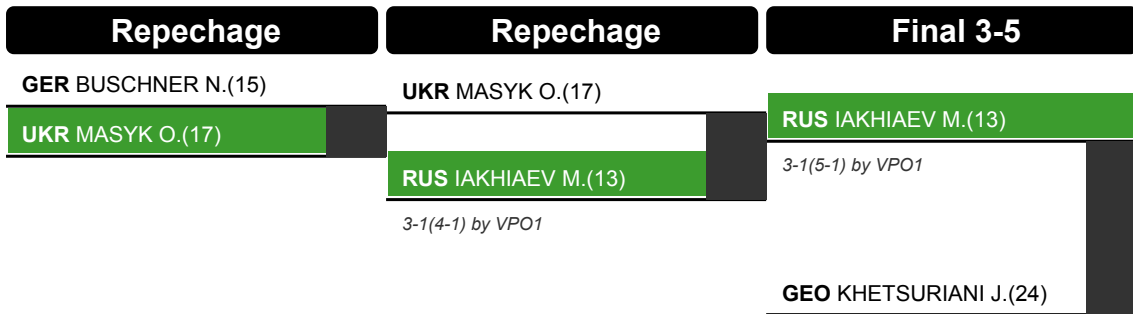 Repechage
GER BUSCHNER N.(15)
UKR MASYK O.(17)
Repechage
UKR MASYK O.(17)
RUS IAKHIAEV M.(13)
3-1(4-1) by VPO1
Final 3-5
RUS IAKHIAEV M.(13)
3-1(5-1) by VPO1
GEO KHETSURIANI J.(24)